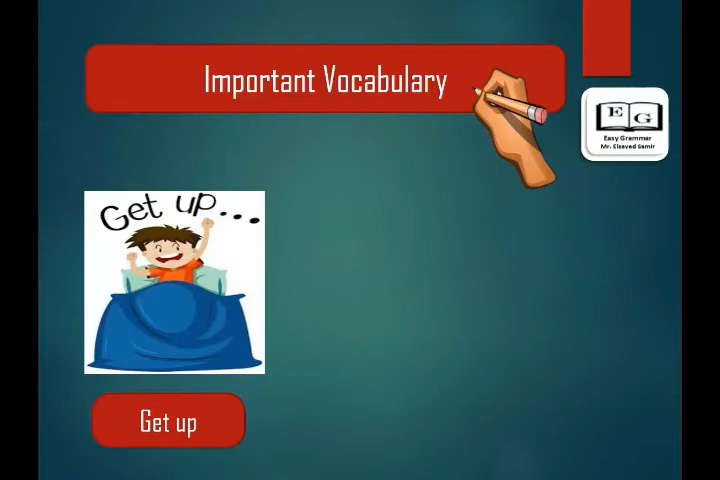 Important Vocabulary
E G
Easy Grammar
Mr. Elsayed Samir
Get up...
Get up